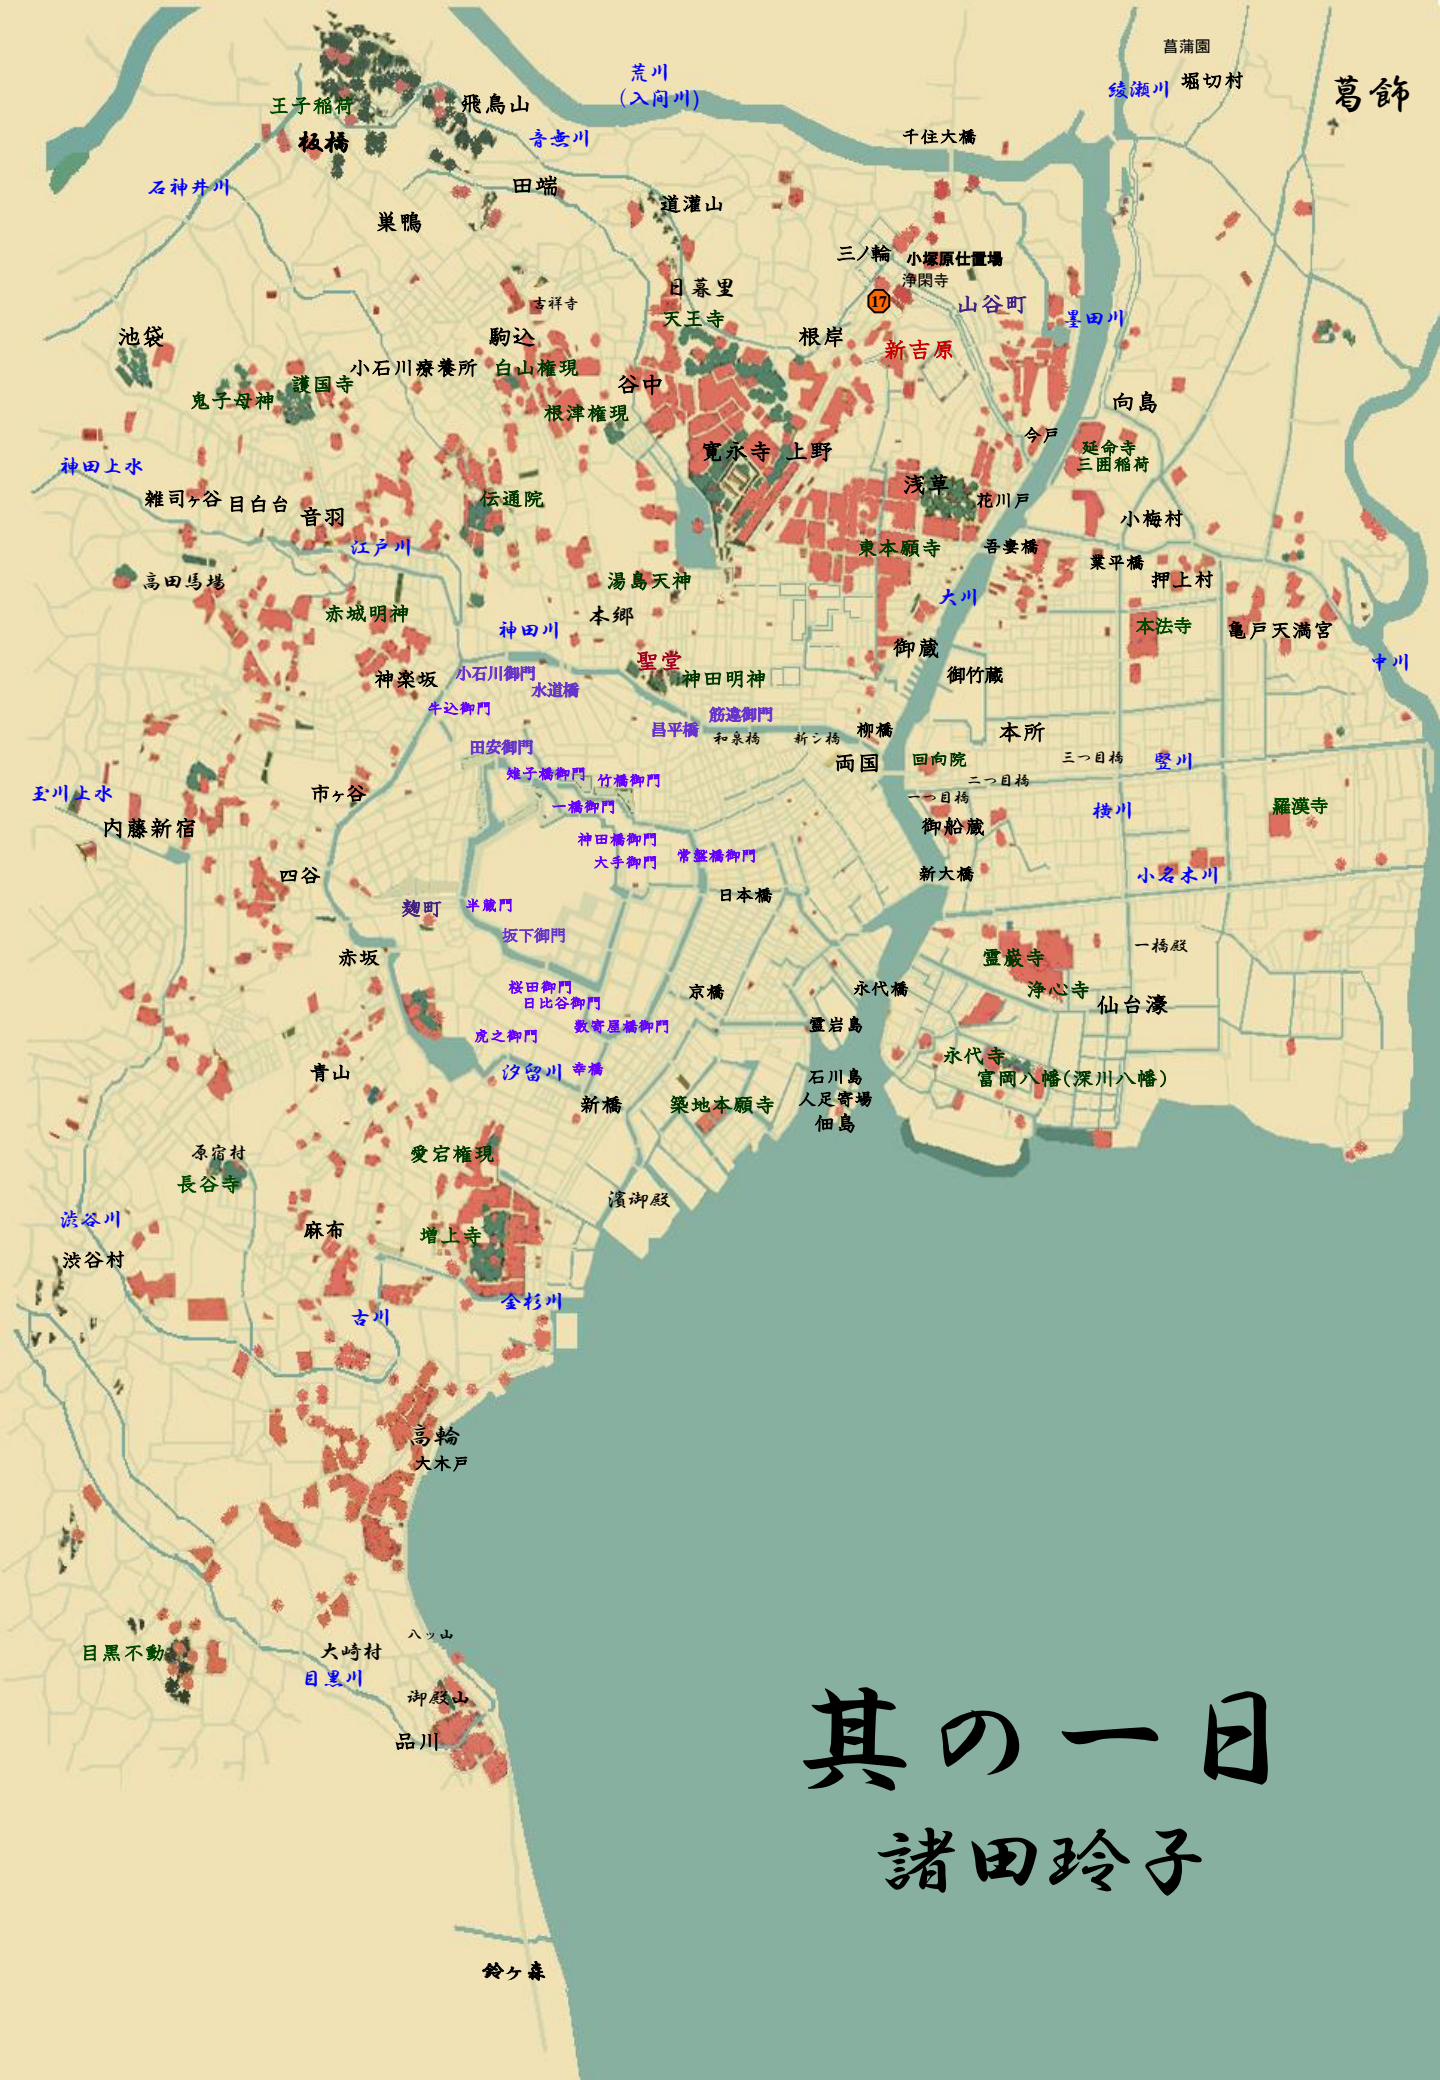 菖蒲園
荒川
(入间川)
綾瀬川
堀切村
葛飾
王子稲荷
飛鳥山
板橋
音無川
千住大橋
石神井川
田端
道灌山
巣鴨
三ノ輪
小塚原仕置場
浄閑寺
日暮里
17
吉祥寺
山谷町
天王寺
墨田川
池袋
駒込
根岸
新吉原
小石川療養所
白山権現
護国寺
谷中
鬼子母神
根津権現
向島
今戸
寛永寺
上野
延命寺
三囲稲荷
神田上水
浅草
雑司ヶ谷
目白台
伝通院
花川戸
音羽
小梅村
江戸川
東本願寺
吾妻橋
業平橋
高田馬場
湯島天神
押上村
大川
赤城明神
本郷
神田川
本法寺
亀戸天満宮
御蔵
聖堂
中川
神楽坂
小石川御門
神田明神
御竹蔵
水道橋
牛込御門
筋違御門
昌平橋
和泉橋
新シ橋
柳橋
本所
田安御門
両国
回向院
三つ目橋
竪川
雉子橋御門
竹橋御門
二つ目橋
玉川上水
市ヶ谷
一橋御門
一つ目橋
横川
羅漢寺
内藤新宿
御船蔵
神田橋御門
大手御門
常盤橋御門
四谷
新大橋
小名木川
日本橋
麹町
半蔵門
坂下御門
一橋殿
赤坂
霊巌寺
桜田御門
京橋
永代橋
浄心寺
日比谷御門
仙台濠
数寄屋橋御門
霊岩島
虎之御門
永代寺
青山
汐留川
幸橋
石川島
富岡八幡(深川八幡)
人足寄場
新橋
築地本願寺
佃島
原宿村
愛宕権現
長谷寺
濱御殿
渋谷川
麻布
増上寺
渋谷村
金杉川
古川
高輪
大木戸
八ッ山
目黒不動
大崎村
目黒川
御殿山
品川
其の一日
諸田玲子
鈴ヶ森